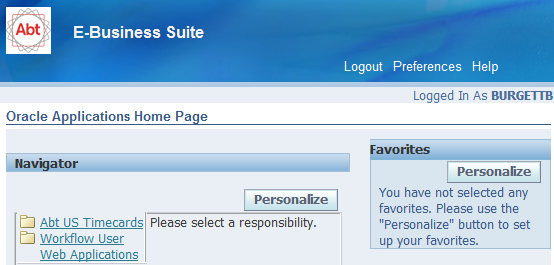 Abt
E-Business Suite
Logout Preferences Help
Logged In As BURGETTB
Oracle Applications Home Page
Navigator
Personalize
Abt US Timecards
Workflow User
Web Applications
Please select a responsibility.
Favorites
Personalize
You have not selected any
favorites. Please use the
"Personalize" button to set
up your favorites.